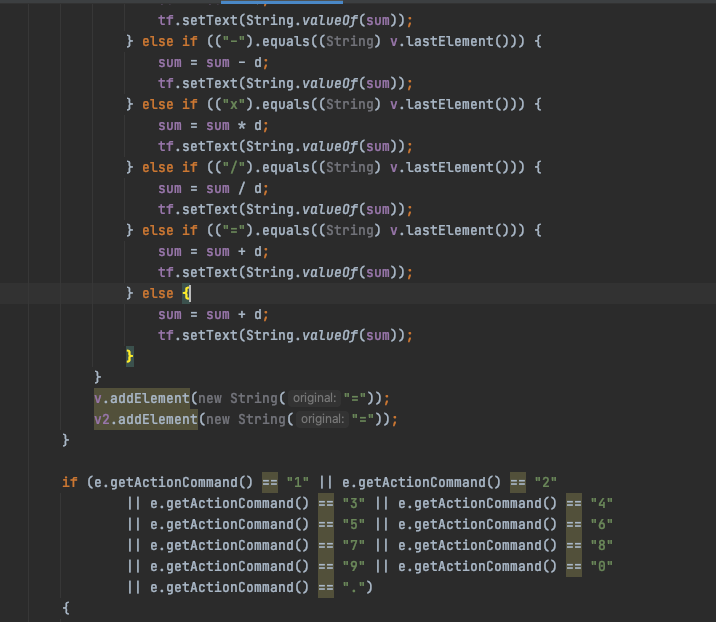 tf.setText(String.valueOf(sum));
} else if (("-").equals((String) v.lastElement())) {
sum = sum - d;
tf.setText(String.valueOf(sum));
} else if (("x").equals((String) v.lastElement())) {
sum = sum * d;
tf.setText(String.valueOf(sum));
} else if (("/").equals((String) v.lastElement())) {
sum = sum / d;
tf.setText(String.valueOf(sum));
} else if (("=").equals((String) v.lastElement())) {
sum = sum + d;
tf.setText(String.valueOf(sum));
} else {
sum = sum + d;
tf.setText(String.valueOf(sum));
}
}
v.addElement(new String( original: "="));
v2.addElement(new String( original: "="));
}
if (e.getActionCommand() == "1" || e.getActionCommand() == "2"
|| e.getActionCommand() == "3" || e.getActionCommand() == "4"
|| e.getActionCommand() == "5" || e.getActionCommand() == "6"
|| e.getActionCommand() == "7" || e.getActionCommand() == "8"
|| e.getActionCommand() == "9" || e.getActionCommand() == "0"
|| e.getActionCommand() == ".")
{